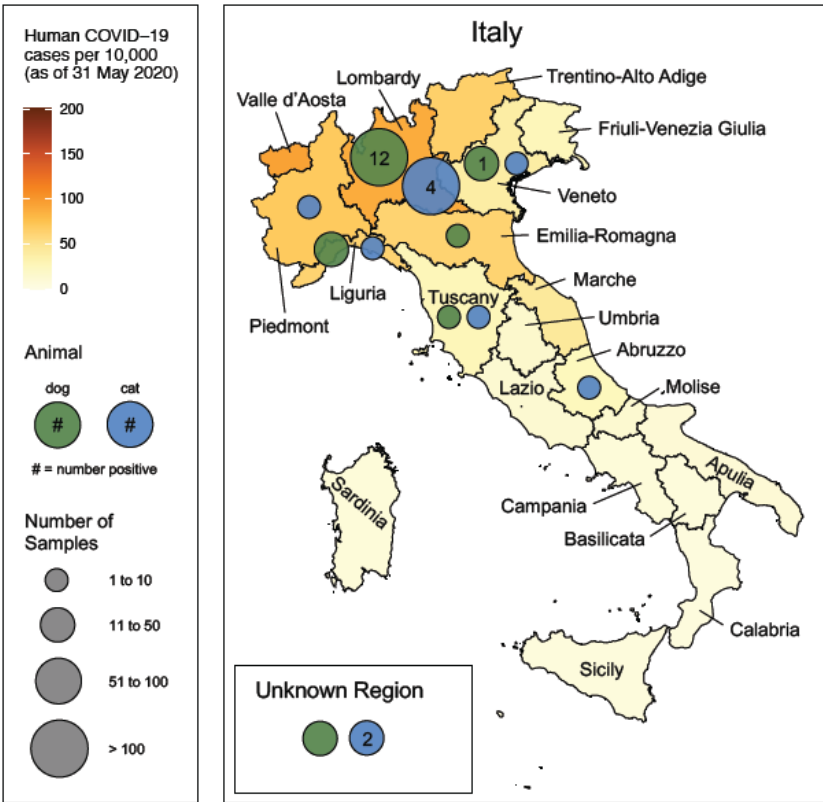 Human COVID–19
cases per 10,000
(as of 31 May 2020)
200
150
100
50
0
Animal
dog
cat
#
#
# = number positive
Number of
Samples
1 to 10
11 to 50
51 to 100
> 100
Italy
Trentino-Alto Adige
Lombardy
Valle d'Aosta
Friuli-Venezia Giulia
12
1
4
Veneto
Emilia-Romagna
Marche
Liguria
Tuscany
Piedmont
Umbria
Abruzzo
Lazio
Molise
Apulia
Sardinia
Campania
Basilicata
Calabria
Sicily
Unknown Region
2